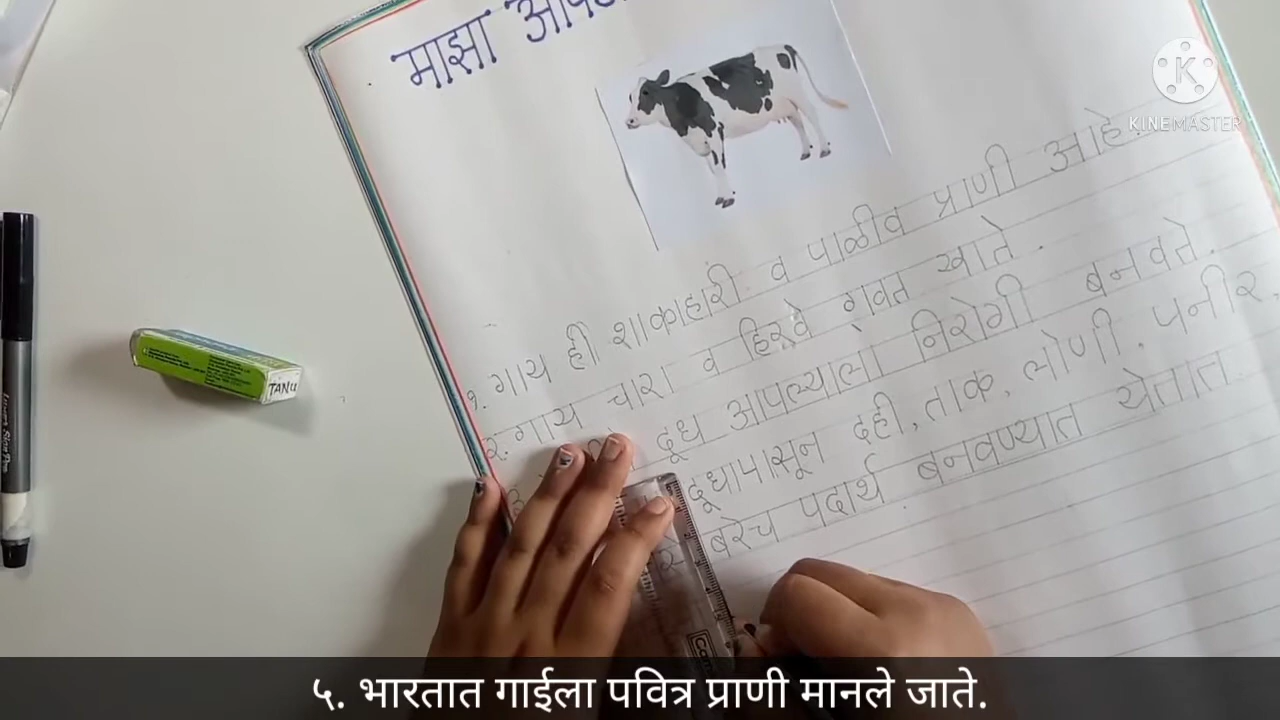 माझा
KINEMASTER
१. गाय ही शाकाहारी व पाळीव प्राणी आहे.
२. गाय चारा व हिरवे गवत खाते.
दूध आपल्याला निरोगी बनवते.
दूधापासून दही, ताक, लोणी, पनीर,
बरेच पदार्थ बनवण्यात येतात.
TANU
५. भारतात गाईला पवित्र प्राणी मानले जाते.